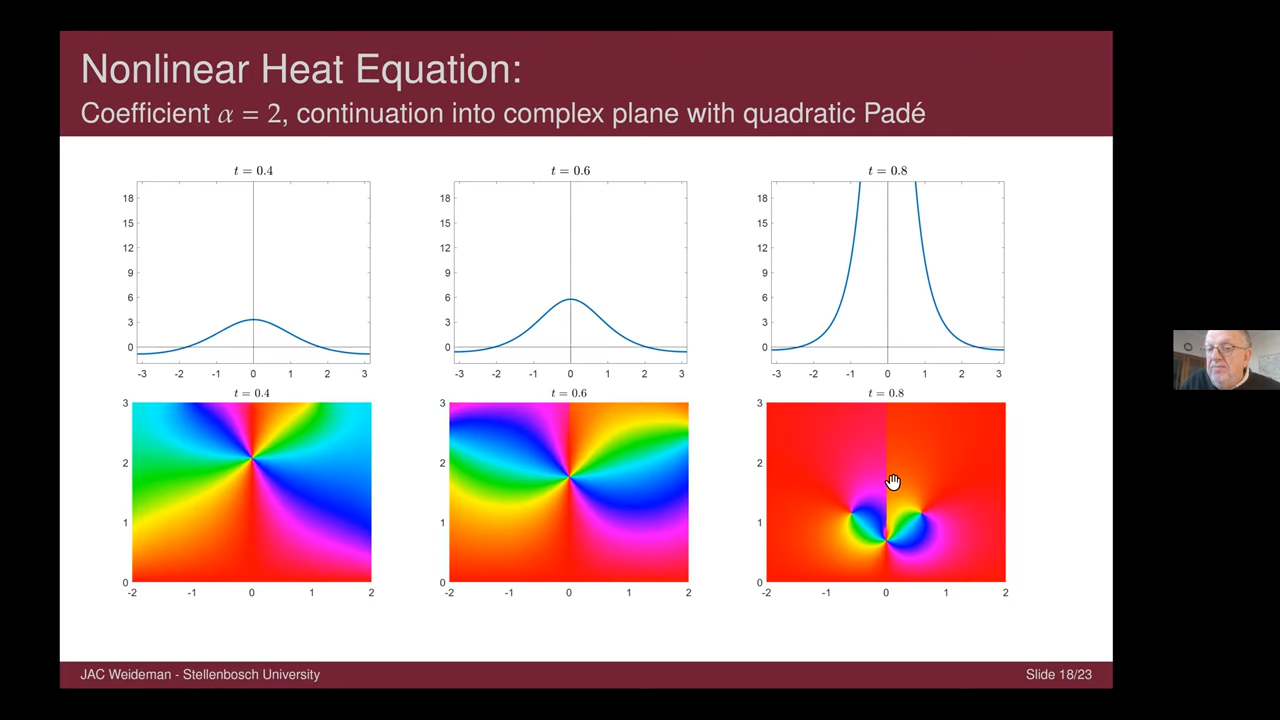 Nonlinear Heat Equation:
Coefficient α = 2, continuation into complex plane with quadratic Padé
t = 0.4
t = 0.6
t = 0.8
18
15
12
9
6
3
0
-3 -2 -1 0 1 2 3
18
15
12
9
6
3
0
-3 -2 -1 0 1 2 3
18
15
12
9
6
3
0
-3 -2 -1 0 1 2 3
t = 0.4
t = 0.6
t = 0.8
3
2
1
0
-2 -1 0 1 2
3
2
1
0
-2 -1 0 1 2
3
2
1
0
-2 -1 0 1 2
JAC Weideman - Stellenbosch University
Slide 18/23